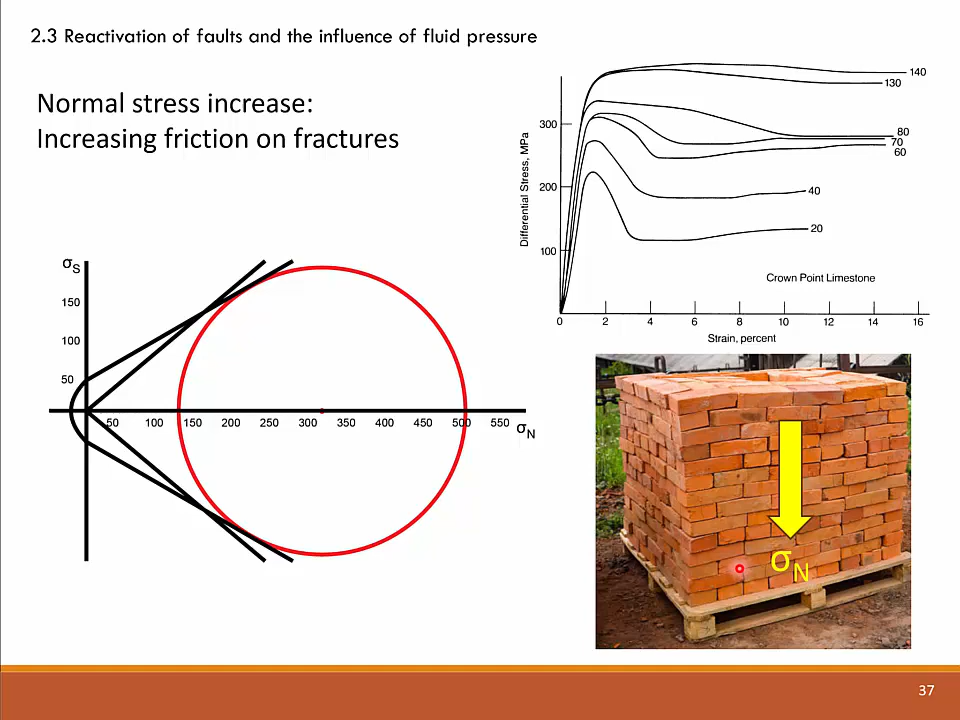 2.3 Reactivation of faults and the influence of fluid pressure
Normal stress increase:
Increasing friction on fractures
σS
150
100
50
50 100 150 200 250 300 350 400 450 500 550 σN
Differential Stress, MPa
300
200
100
140
130
80
70
60
40
20
Crown Point Limestone
0 2 4 6 8 10 12 14 16
Strain, percent
σN
37